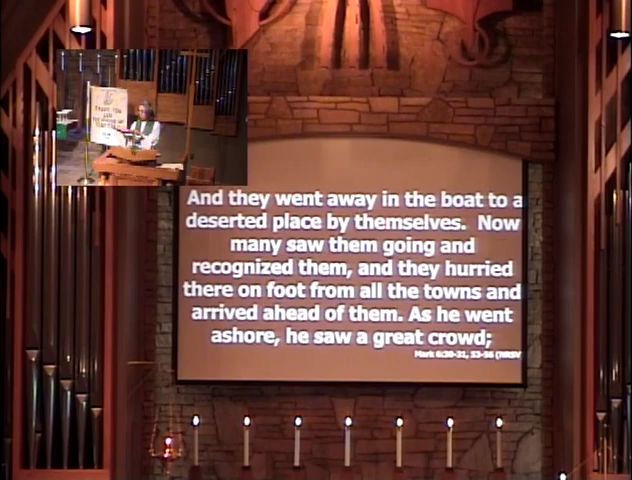 And they went away in the boat to a
deserted place by themselves. Now
many saw them going and
recognized them, and they hurried
there on foot from all the towns and
arrived ahead of them. As he went
ashore, he saw a great crowd;
Mark 6:30-31, 53-56 (NRSV